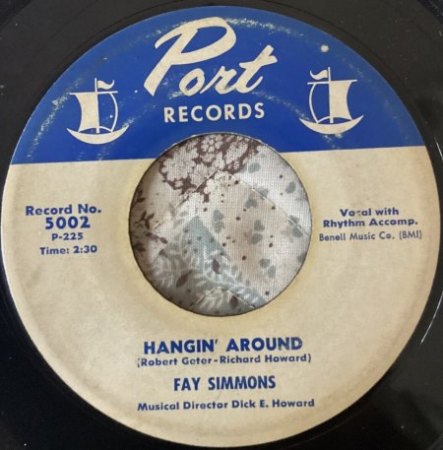 Port
RECORDS
Record No.
5002
P-225
Time: 2:30
Vocal with
Rhythm Accomp.
Benell Music Co. (BMI)
HANGIN' AROUND
(Robert Geter-Richard Howard)
FAY SIMMONS
Musical Director Dick E. Howard